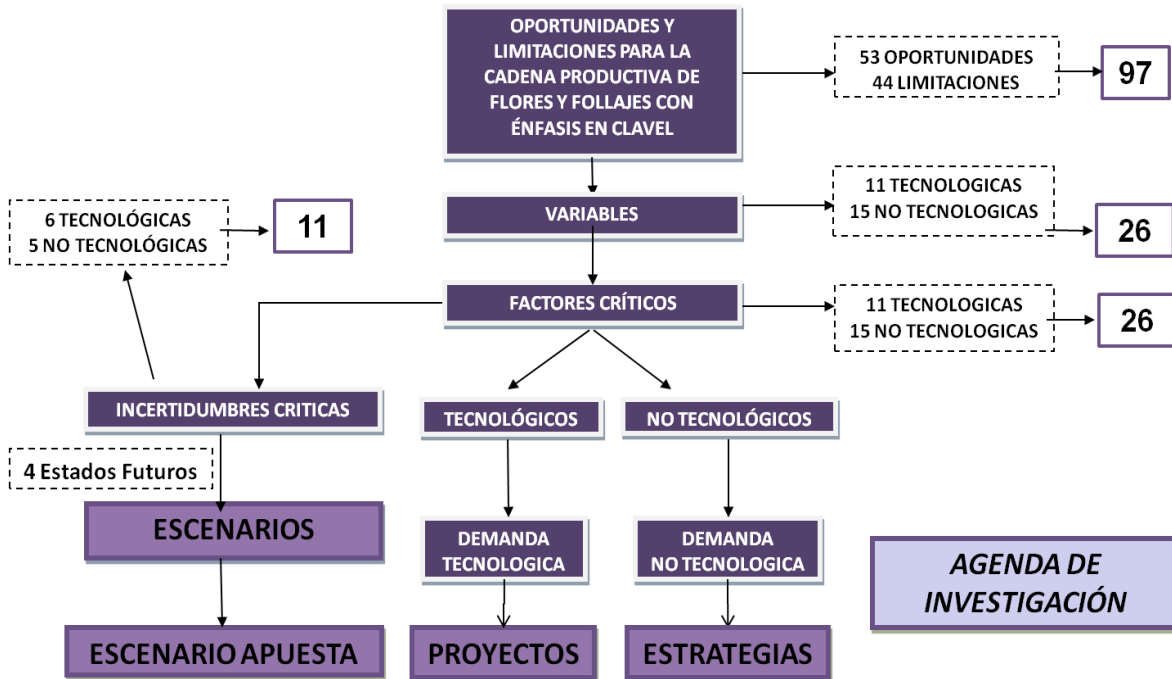 OPORTUNIDADES Y
LIMITACIONES PARA LA
CADENA PRODUCTIVA DE
FLORES Y FOLLAJES CON
ÉNFASIS EN CLAVEL
53 OPORTUNIDADES
44 LIMITACIONES
97
VARIABLES
11 TECNOLOGICAS
15 NO TECNOLOGICAS
26
6 TECNOLÓGICAS
5 NO TECNOLÓGICAS
11
FACTORES CRÍTICOS
11 TECNOLOGICAS
15 NO TECNOLOGICAS
26
INCERTIDUMBRES CRITICAS
TECNOLÓGICOS
NO TECNOLÓGICOS
4 Estados Futuros
ESCENARIOS
DEMANDA
TECNOLOGICA
DEMANDA
NO TECNOLOGICA
AGENDA DE
INVESTIGACIÓN
ESCENARIO APUESTA
PROYECTOS
ESTRATEGIAS